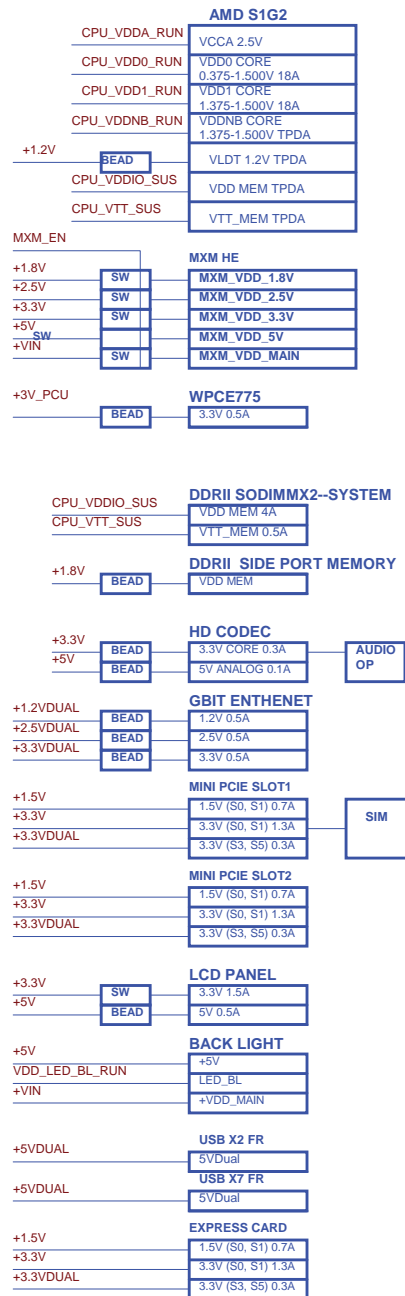 AMD S1G2
CPU_VDDA_RUN
VCCA 2.5V
CPU_VDD0_RUN
VDD0 CORE
0.375-1.500V 18A
CPU_VDD1_RUN
VDD1 CORE
1.375-1.500V 18A
CPU_VDDNB_RUN
VDDNB CORE
1.375-1.500V TPDA
+1.2V
BEAD
VLDT 1.2V TPDA
CPU_VDDIO_SUS
VDD MEM TPDA
CPU_VTT_SUS
VTT_MEM TPDA
MXM_EN
MXM HE
+1.8V
SW
MXM_VDD_1.8V
+2.5V
SW
MXM_VDD_2.5V
+3.3V
SW
MXM_VDD_3.3V
+5V
SW
MXM_VDD_5V
+VIN
SW
MXM_VDD_MAIN
WPCE775
+3V_PCU
BEAD
3.3V 0.5A
DDRII SODIMMX2--SYSTEM
CPU_VDDIO_SUS
VDD MEM 4A
CPU_VTT_SUS
VTT_MEM 0.5A
DDRII SIDE PORT MEMORY
+1.8V
BEAD
VDD MEM
HD CODEC
+3.3V
BEAD
3.3V CORE 0.3A
AUDIO
OP
+5V
BEAD
5V ANALOG 0.1A
GBIT ENTHENET
+1.2VDUAL
BEAD
1.2V 0.5A
+2.5VDUAL
BEAD
2.5V 0.5A
+3.3VDUAL
BEAD
3.3V 0.5A
MINI PCIE SLOT1
+1.5V
1.5V (S0, S1) 0.7A
+3.3V
3.3V (S0, S1) 1.3A
SIM
+3.3VDUAL
3.3V (S3, S5) 0.3A
MINI PCIE SLOT2
+1.5V
1.5V (S0, S1) 0.7A
+3.3V
3.3V (S0, S1) 1.3A
+3.3VDUAL
3.3V (S3, S5) 0.3A
LCD PANEL
+3.3V
SW
3.3V 1.5A
+5V
BEAD
5V 0.5A
BACK LIGHT
+5V
+5V
VDD_LED_BL_RUN
LED_BL
+VIN
+VDD_MAIN
USB X2 FR
+5VDUAL
5VDual
USB X7 FR
+5VDUAL
5VDual
EXPRESS CARD
+1.5V
1.5V (S0, S1) 0.7A
+3.3V
3.3V (S0, S1) 1.3A
+3.3VDUAL
3.3V (S3, S5) 0.3A